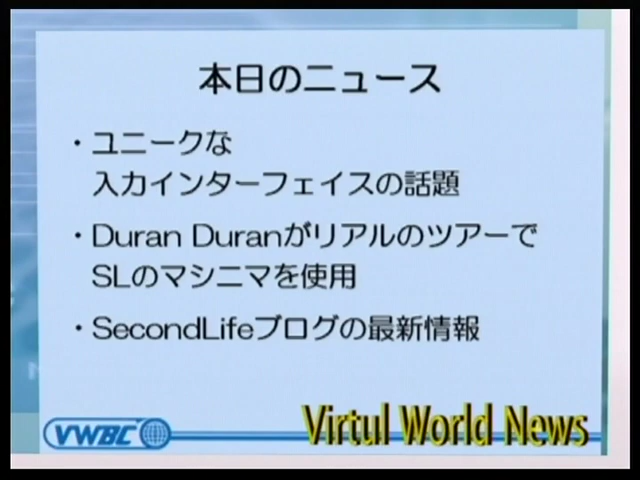 本日のニュース
・ユニークな
入力インターフェイスの話題
・Duran Duranがリアルのツアーで
SLのマシニマを使用
・SecondLifeブログの最新情報
VWBC
Virtul World News